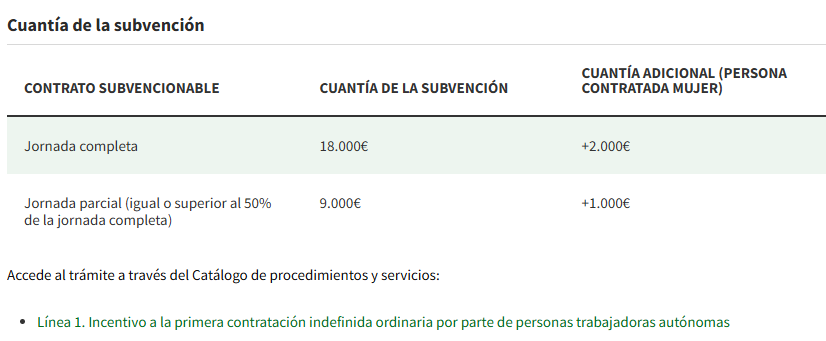 Cuantía de la subvención
CONTRATO SUBVENCIONABLE
CUANTÍA DE LA SUBVENCIÓN
CUANTÍA ADICIONAL (PERSONA
CONTRATADA MUJER)
Jornada completa
18.000€
+2.000€
Jornada parcial (igual o superior al 50%
de la jornada completa)
9.000€
+1.000€
Accede al trámite a través del Catálogo de procedimientos y servicios:
• Línea 1. Incentivo a la primera contratación indefinida ordinaria por parte de personas trabajadoras autónomas